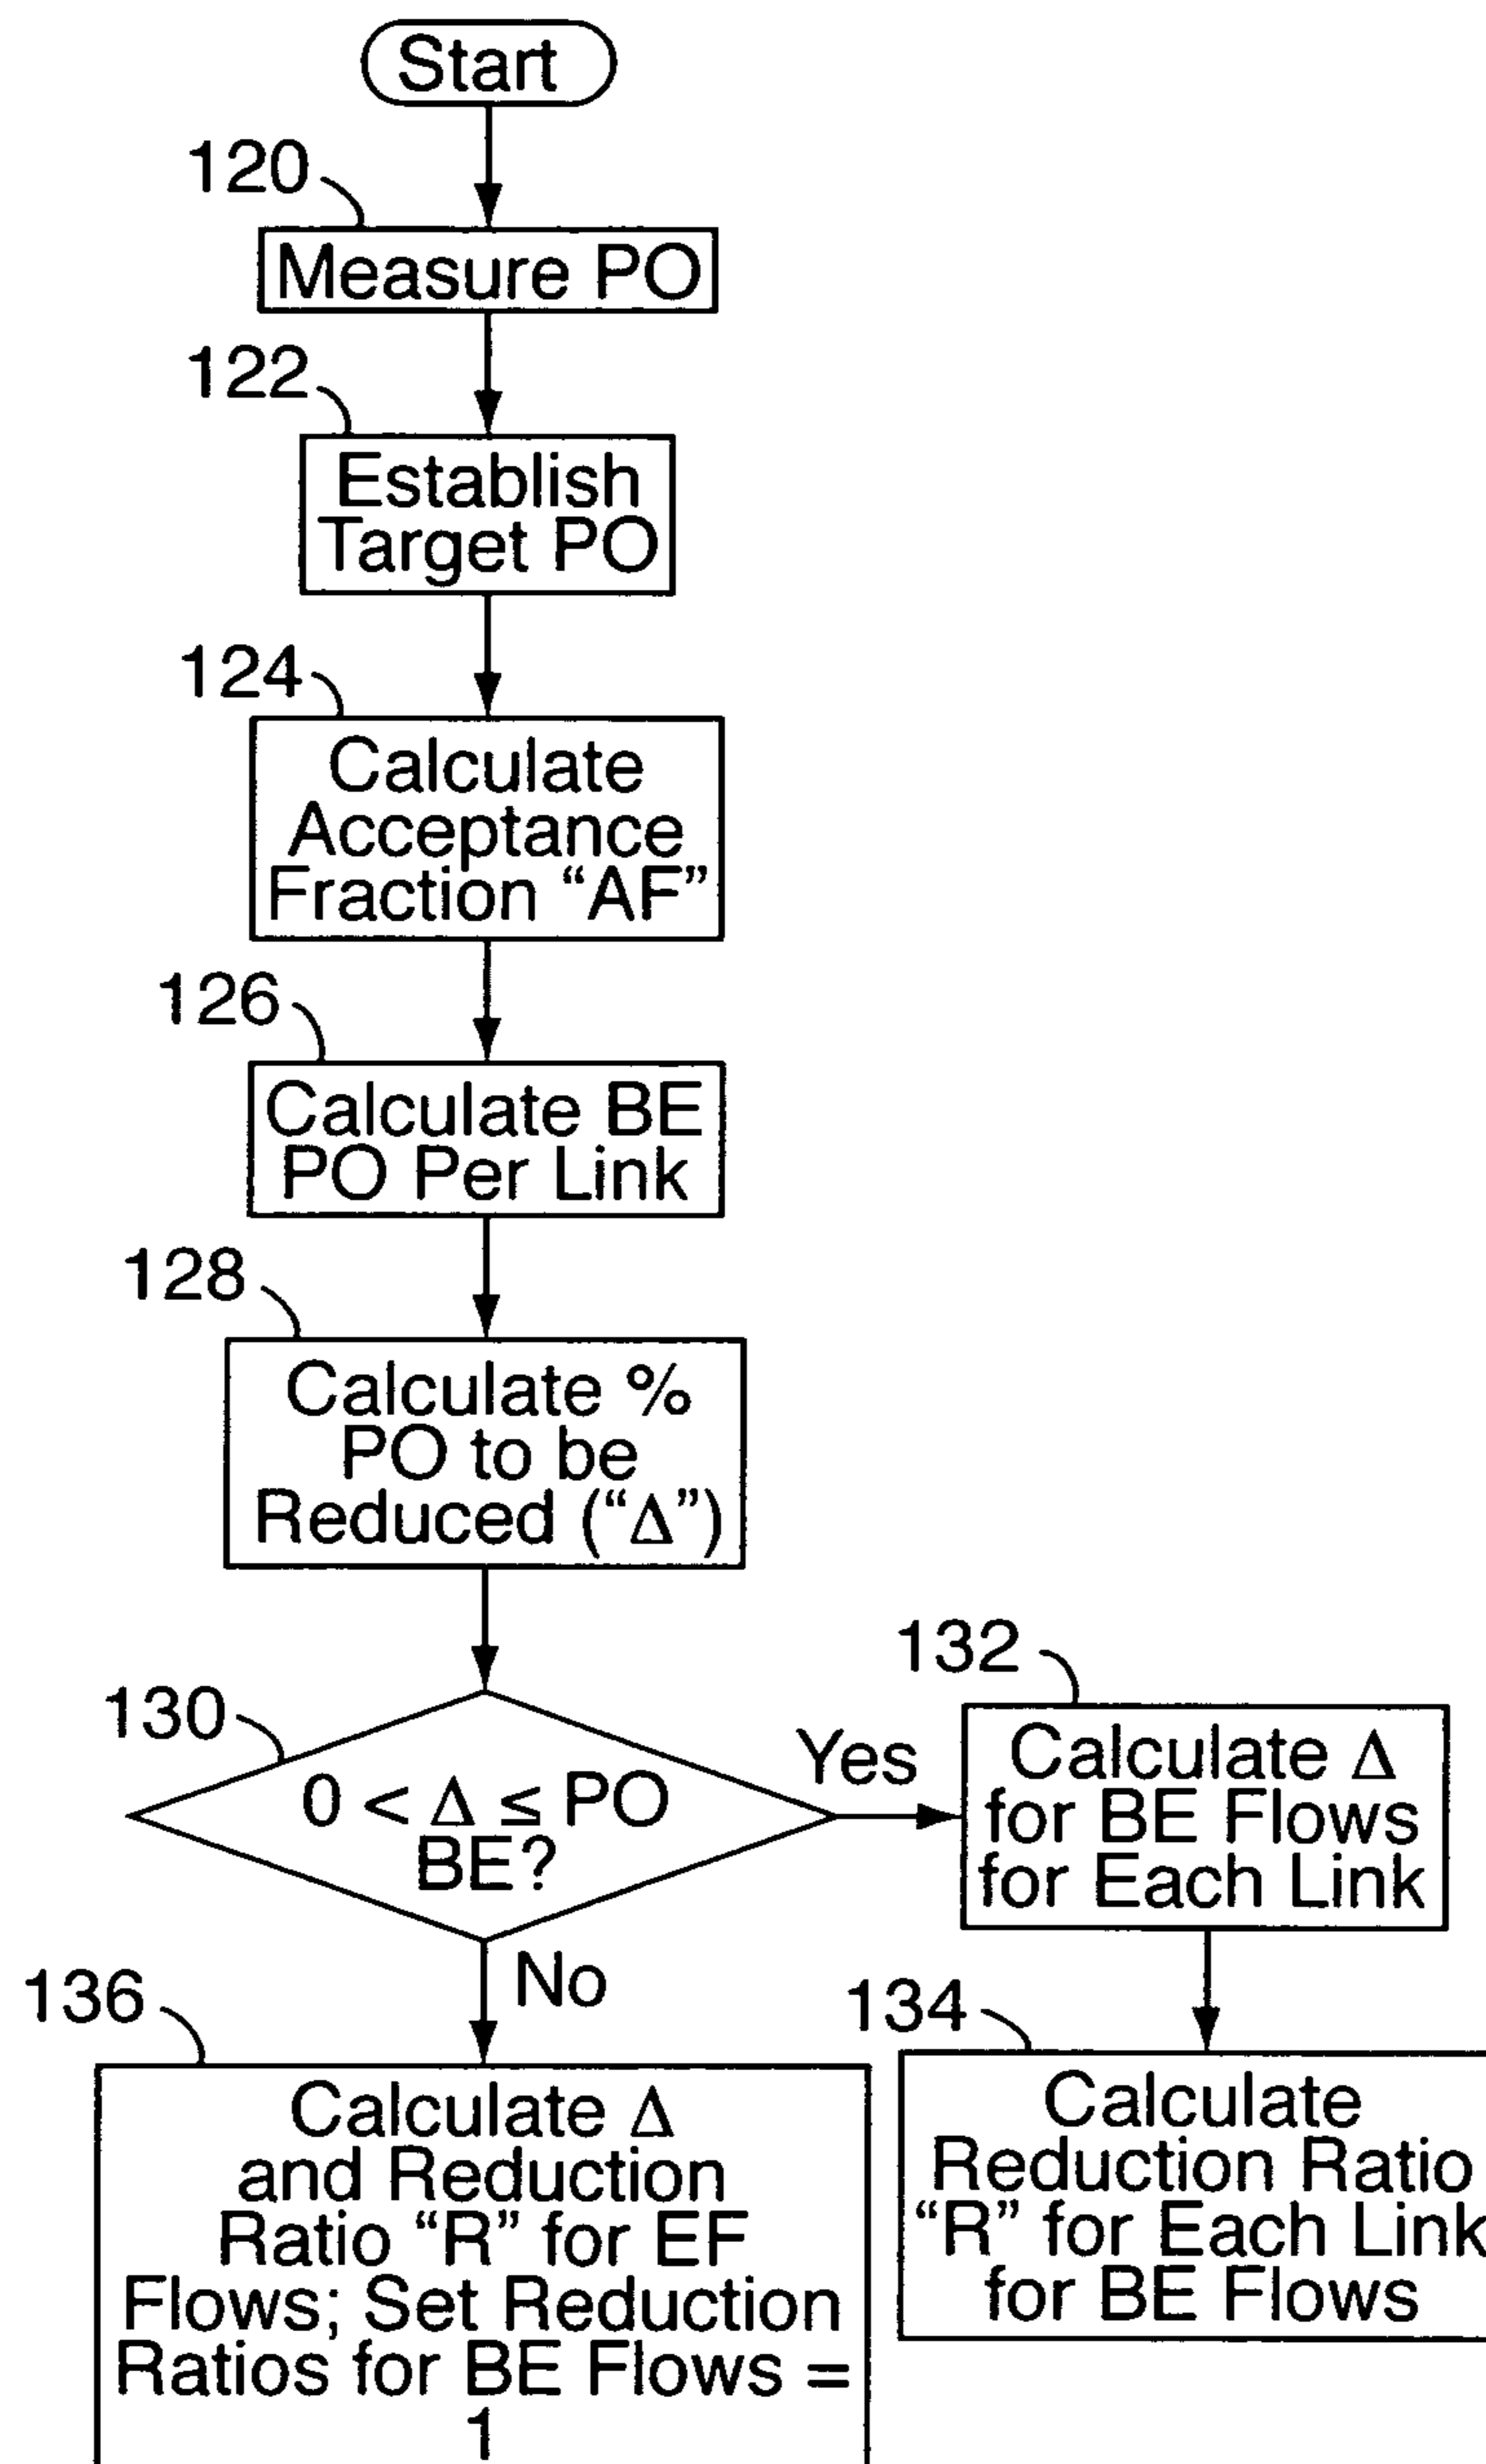 Start
120
Measure PO
122
Establish
Target PO
124
Calculate
Acceptance
Fraction “AF”
126
Calculate BE
PO Per Link
128
Calculate %
PO to be
Reduced (“Δ”)
130
0 < Δ ≤ PO
BE?
Yes
132
Calculate Δ
for BE Flows
for Each Link
No
134
Calculate
Reduction Ratio
“R” for Each Link
for BE Flows
136
Calculate Δ
and Reduction
Ratio “R” for EF
Flows; Set Reduction
Ratios for BE Flows =
1